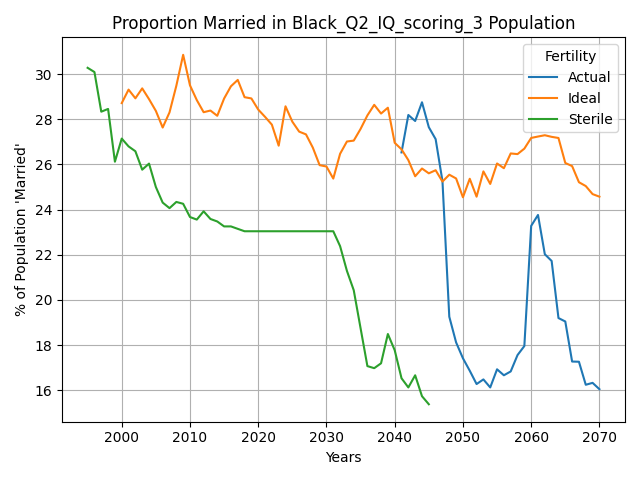 Proportion Married in Black_Q2_IQ_scoring_3 Population
% of Population 'Married'
30
28
26
24
22
20
18
16
Fertility
Actual
Ideal
Sterile
2000 2010 2020 2030 2040 2050 2060 2070
Years